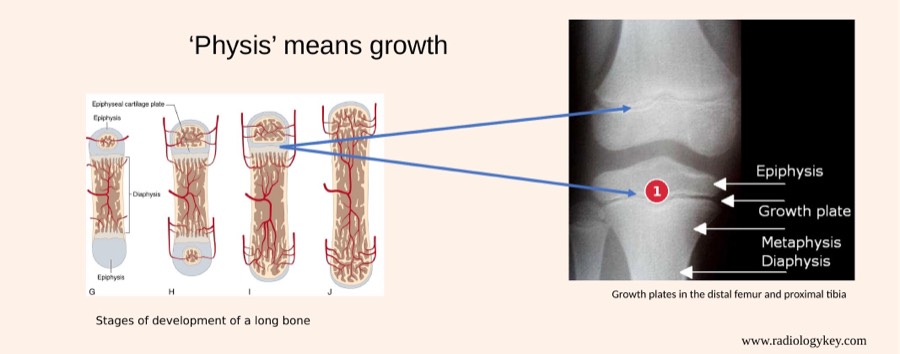 ‘Physis’ means growth
Epiphyseal cartilage plate
Epiphysis
Diaphysis
Epiphysis
G
H
I
J
Stages of development of a long bone
1
Epiphysis
Growth plate
Metaphysis
Diaphysis
Growth plates in the distal femur and proximal tibia
www.radiologykey.com